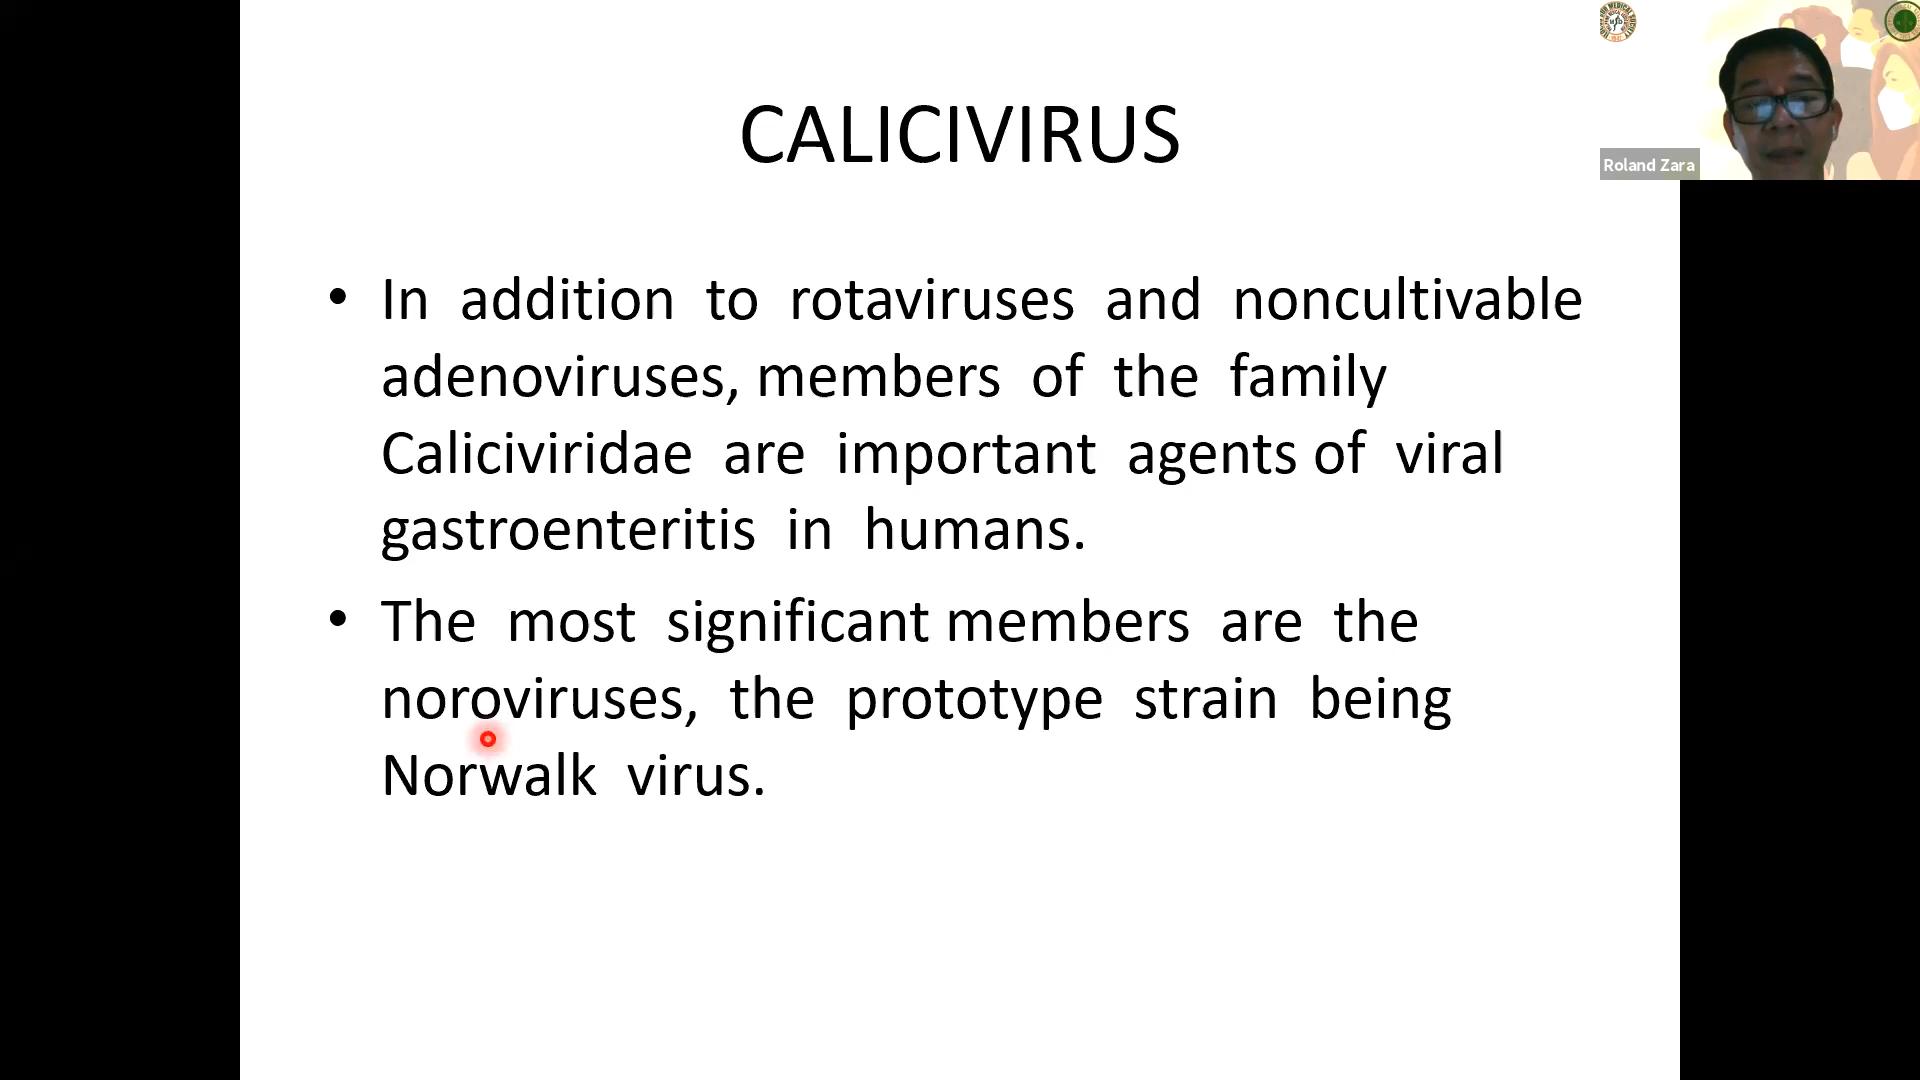 CALICIVIRUS
Roland Zara
• In addition to rotaviruses and noncultivable
adenoviruses, members of the family
Caliciviridae are important agents of viral
gastroenteritis in humans.
• The most significant members are the
noroviruses, the prototype strain being
Norwalk virus.